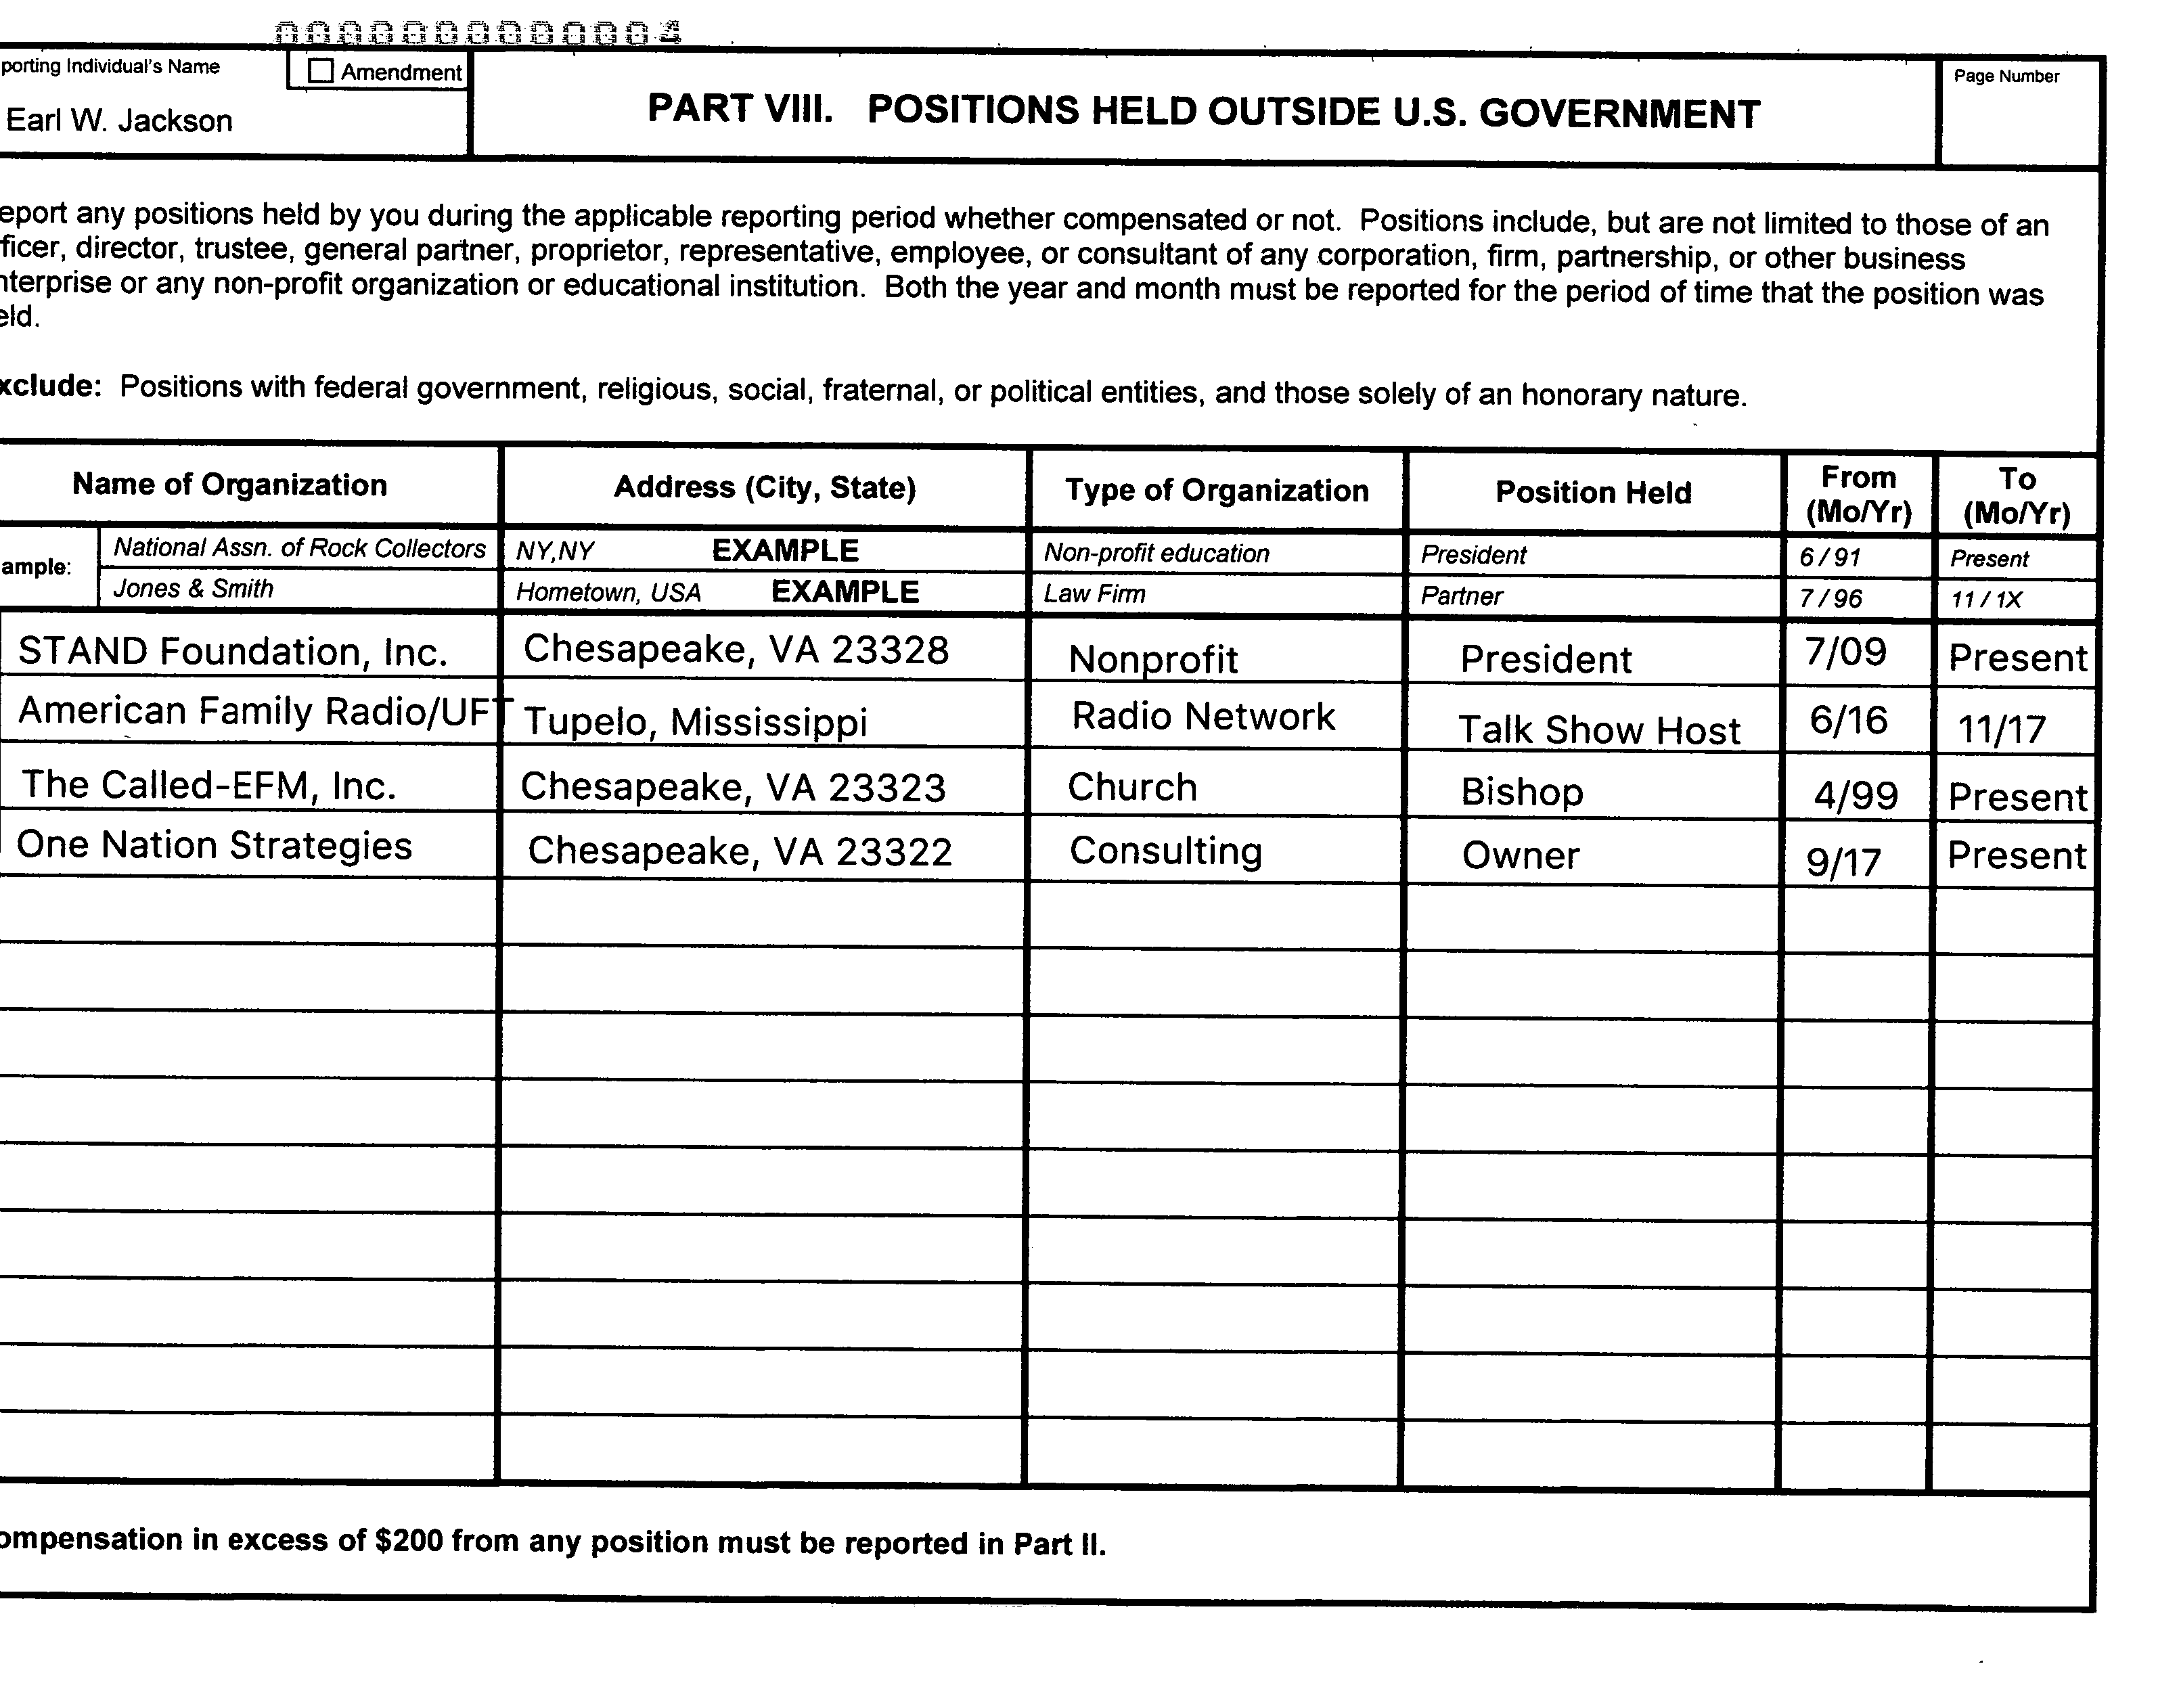 000000000004
porting Individual's Name
Amendment
Earl W. Jackson
PART VIII. POSITIONS HELD OUTSIDE U.S. GOVERNMENT
Page Number
eport any positions held by you during the applicable reporting period whether compensated or not. Positions include, but are not limited to those of an
ficer, director, trustee, general partner, proprietor, representative, employee, or consultant of any corporation, firm, partnership, or other business
nterprise or any non-profit organization or educational institution. Both the year and month must be reported for the period of time that the position was
eld.
xclude: Positions with federal government, religious, social, fraternal, or political entities, and those solely of an honorary nature.
Name of Organization Address (City, State) Type of Organization Position Held From (Mo/Yr) To (Mo/Yr)
ample:
National Assn. of Rock Collectors NY,NY EXAMPLE Non-profit education President 6 / 91 Present
Jones & Smith Hometown, USA EXAMPLE Law Firm Partner 7 / 96 11 / 1X
STAND Foundation, Inc. Chesapeake, VA 23328 Nonprofit President 7/09 Present
American Family Radio/UFT Tupelo, Mississippi Radio Network Talk Show Host 6/16 11/17
The Called-EFM, Inc. Chesapeake, VA 23323 Church Bishop 4/99 Present
One Nation Strategies Chesapeake, VA 23322 Consulting Owner 9/17 Present
ompensation in excess of $200 from any position must be reported in Part II.